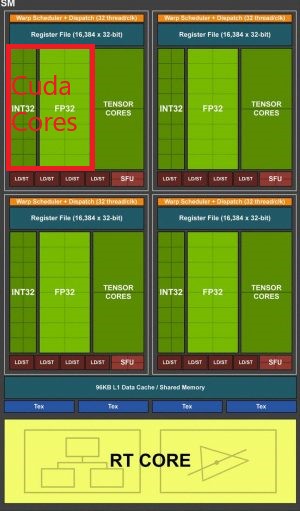 SM
Warp Scheduler + Dispatch (32 thread/clk)
Warp Scheduler + Dispatch (32 thread/clk)
Register File (16,384 x 32-bit)
Register File (16,384 x 32-bit)
Cuda
Cores
INT32
FP32
TENSOR
CORES
INT32
FP32
TENSOR
CORES
LD/ST
LD/ST
LD/ST
LD/ST
SFU
LD/ST
LD/ST
LD/ST
LD/ST
SFU
Warp Scheduler + Dispatch (32 thread/clk)
Warp Scheduler + Dispatch (32 thread/clk)
Register File (16,384 x 32-bit)
Register File (16,384 x 32-bit)
INT32
FP32
TENSOR
CORES
INT32
FP32
TENSOR
CORES
LD/ST
LD/ST
LD/ST
LD/ST
SFU
LD/ST
LD/ST
LD/ST
LD/ST
SFU
96KB L1 Data Cache / Shared Memory
Tex
Tex
Tex
Tex
RT CORE